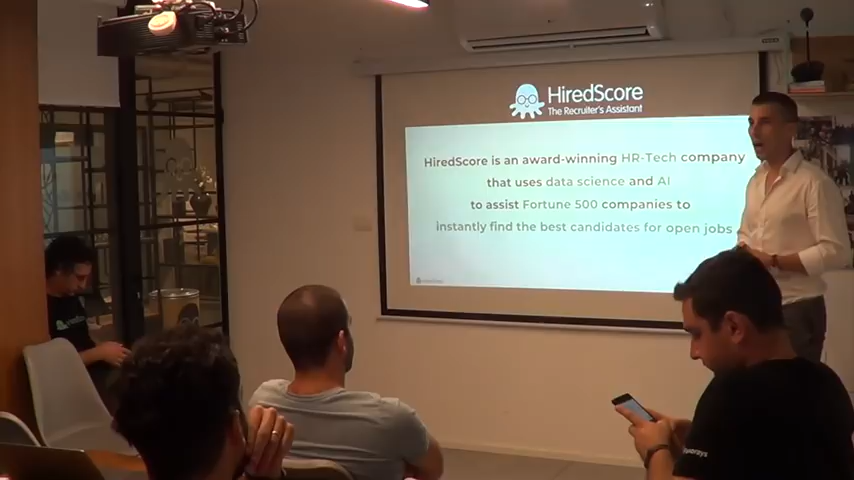 HiredScore
The Recruiter's Assistant
HiredScore is an award-winning HR-Tech company
that uses data science and AI
to assist Fortune 500 companies to
instantly find the best candidates for open jobs